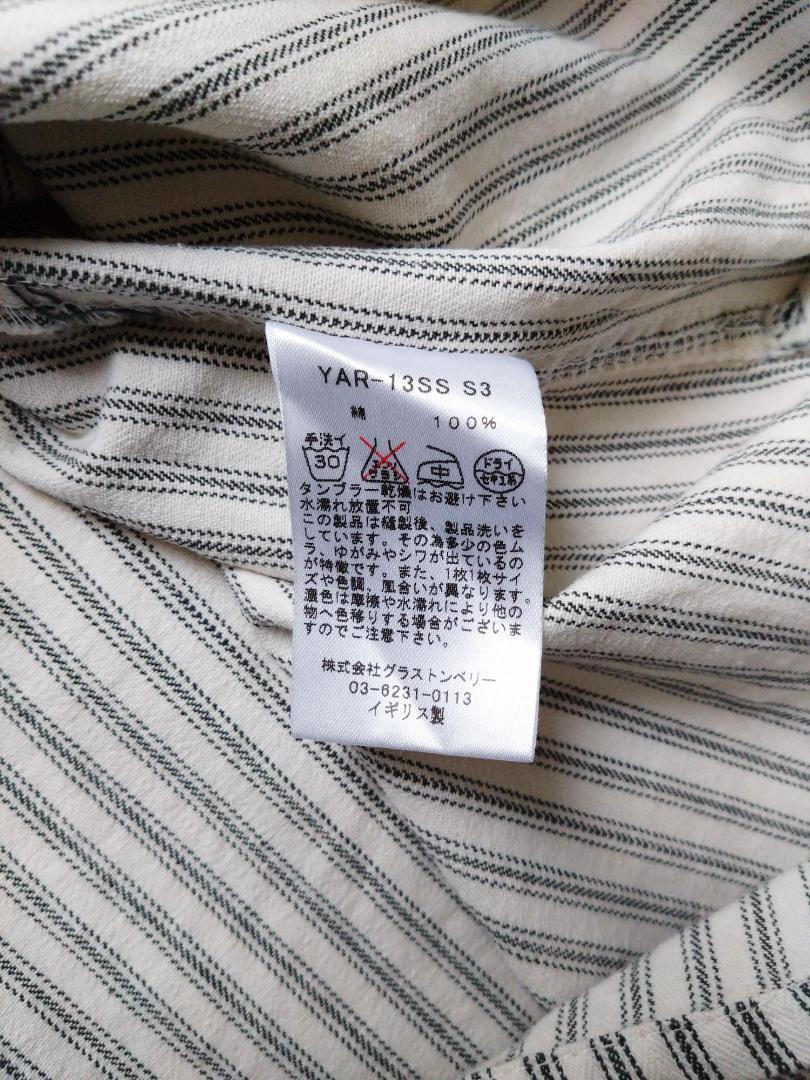 YAR-13SS S3
綿 100%
手洗イ
30 エンソ サラシ 中 ドライ セキユ系
タンブラー乾燥はお避け下さい
水濡れ放置不可
この製品は縫製後、製品洗いを
しています。その為多少の色ム
ラ、ゆがみやシワが出ているの
が特徴です。また、1枚1枚サイ
ズや色調、風合いが異なります。
濃色は摩擦や水濡れにより他の
物へ色移りする場合がございま
すのでご注意下さい。
株式会社グラストンベリー
03-6231-0113
イギリス製